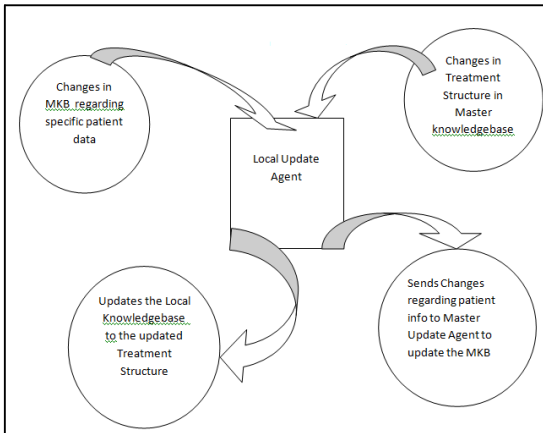 Changes in
MKB regarding
specific patient
data
Changes in
Treatment
Structure in
Master
knowledgebase
Local Update
Agent
Updates the Local
Knowledgebase
to the updated
Treatment
Structure
Sends Changes
regarding patient
info to Master
Update Agent to
update the MKB